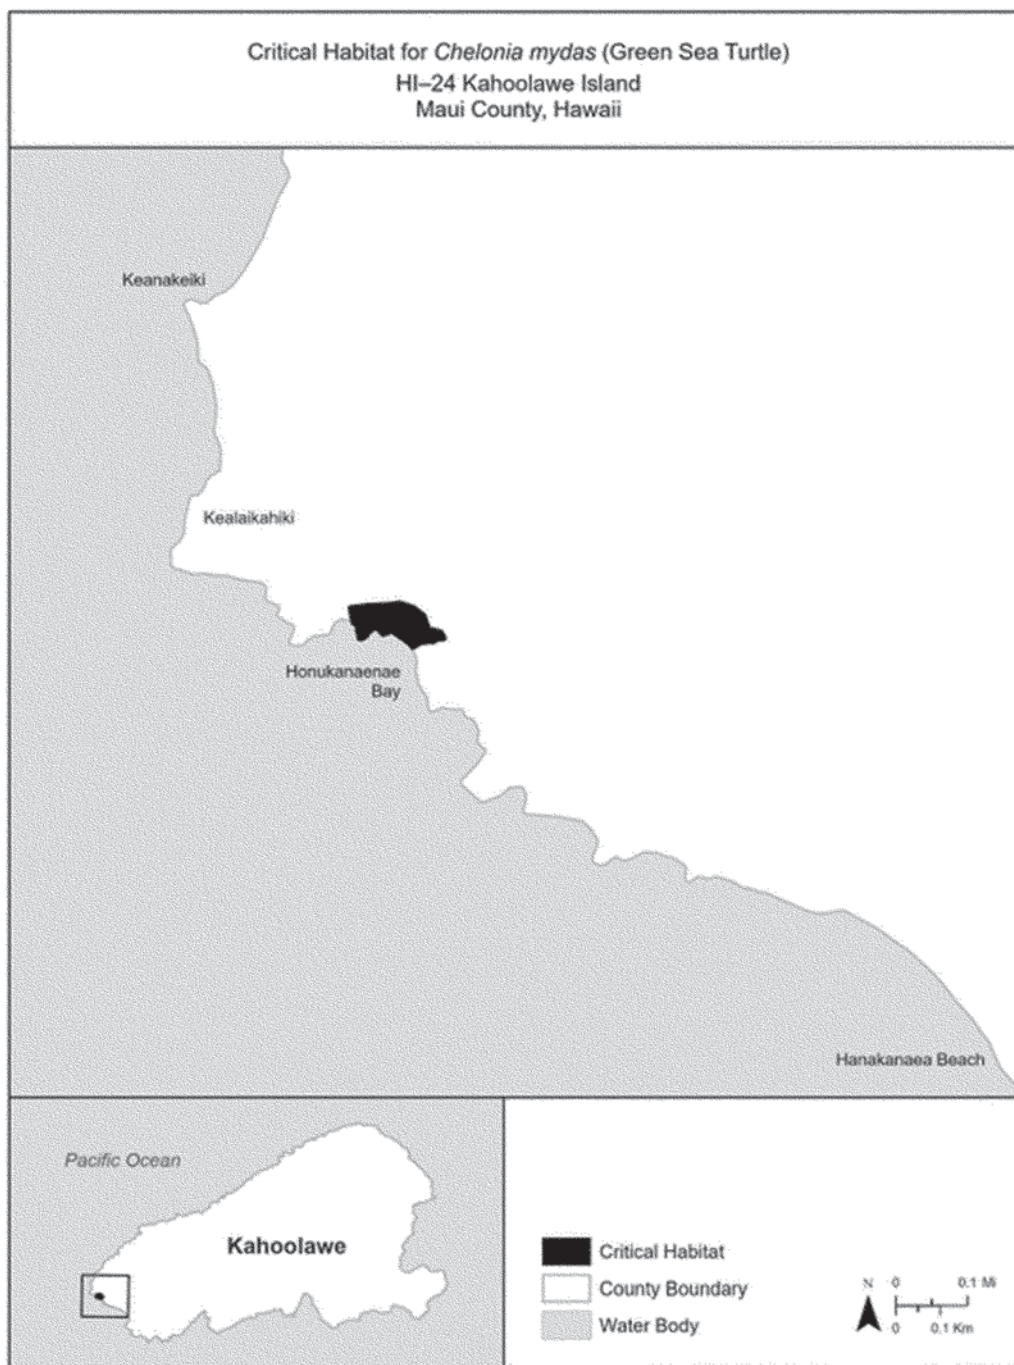 Critical Habitat for Chelonia mydas (Green Sea Turtle)
HI–24 Kahoolawe Island
Maui County, Hawaii
Keanakeiki
Kealaikahiki
Honukanaenae
Bay
Hanakanaea Beach
Pacific Ocean
Kahoolawe
Critical Habitat
County Boundary
Water Body
N
0 0.1 Mi
0 0.1 Km